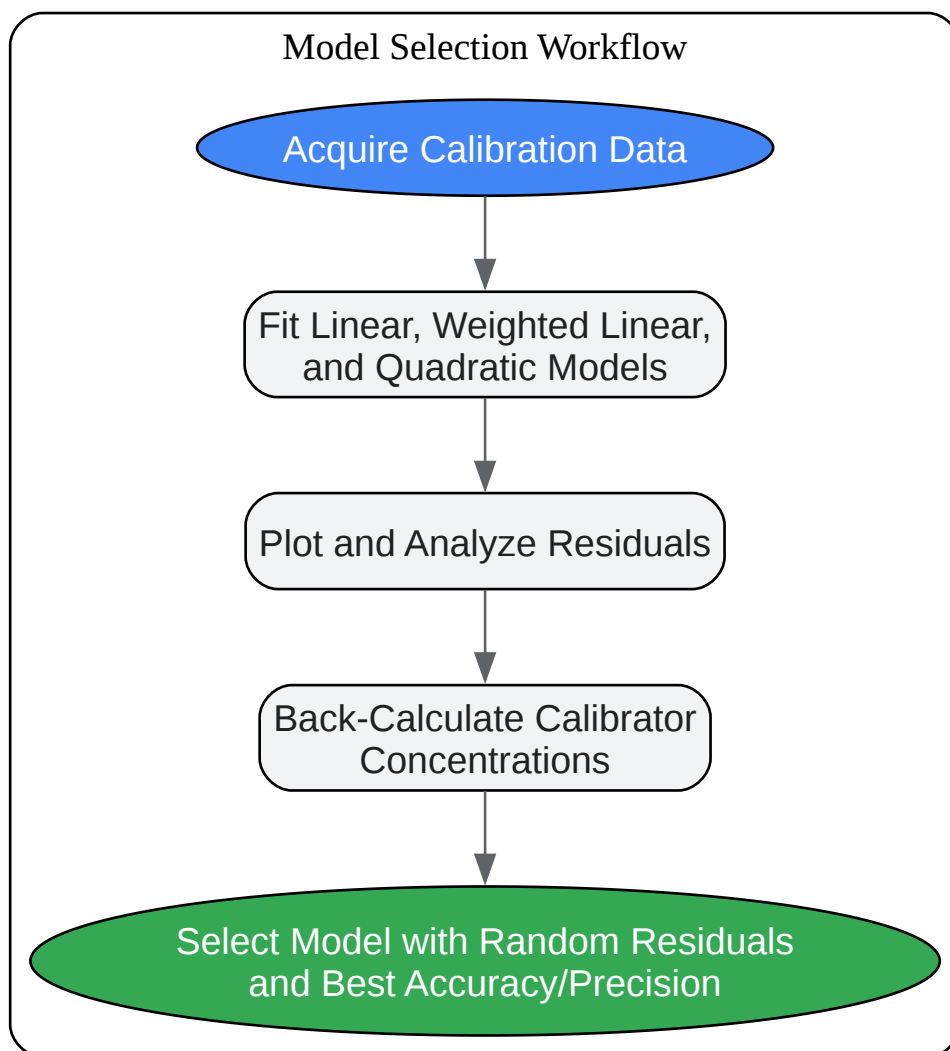 Model Selection Workflow
Acquire Calibration Data
Fit Linear, Weighted Linear,
and Quadratic Models
Plot and Analyze Residuals
Back-Calculate Calibrator
Concentrations
Select Model with Random Residuals
and Best Accuracy/Precision